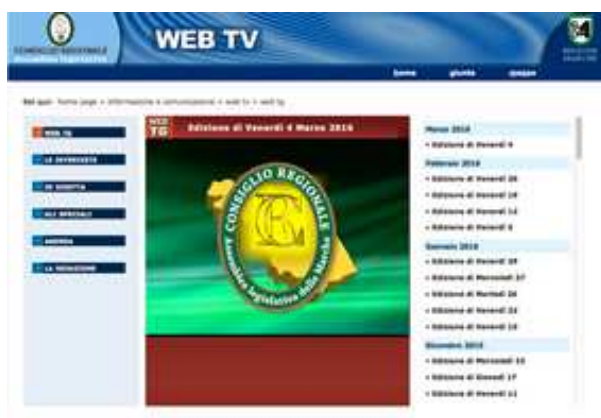 CONSIGLIO REGIONALE
Assemblea legislativa
WEB TV
home giunta mappa
Sei qui: home page > informazione e comunicazione > web tv > web tg
WEB TG
LE INTERVISTE
IN DIRETTA
GLI SPECIALI
AGENDA
LA REDAZIONE
WEB TG
Edizione di Venerdì 4 Marzo 2016
CONSIGLIO REGIONALE
Assemblea legislativa delle Marche
Marzo 2016
• Edizione di Venerdì 4
Febbraio 2016
• Edizione di Venerdì 26
• Edizione di Venerdì 19
• Edizione di Venerdì 12
• Edizione di Venerdì 5
Gennaio 2016
• Edizione di Venerdì 29
• Edizione di Mercoledì 27
• Edizione di Martedì 26
• Edizione di Venerdì 22
• Edizione di Venerdì 15
Dicembre 2015
• Edizione di Mercoledì 23
• Edizione di Giovedì 17
• Edizione di Venerdì 11